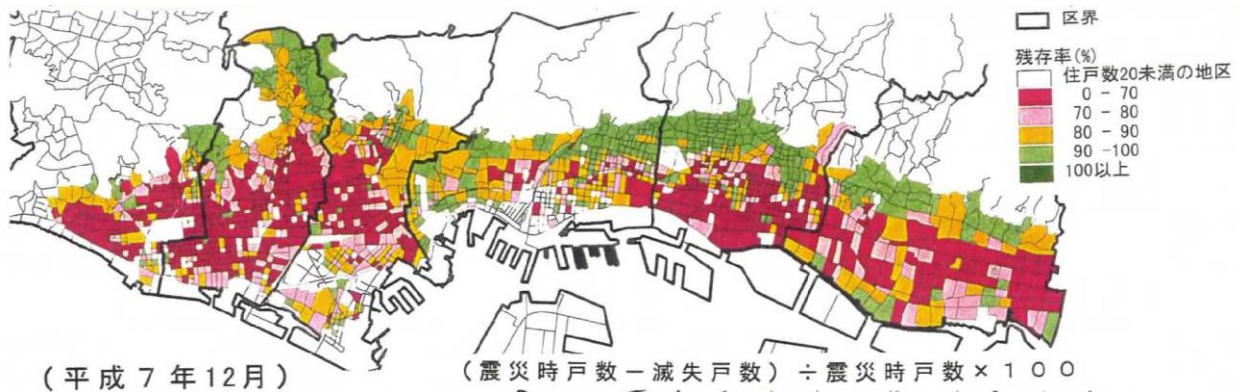 区界
残存率(%)
住戸数20未満の地区
0 - 70
70 - 80
80 - 90
90 -100
100以上
(平成7年12月)
(震災時戸数－滅失戸数)÷震災時戸数×100